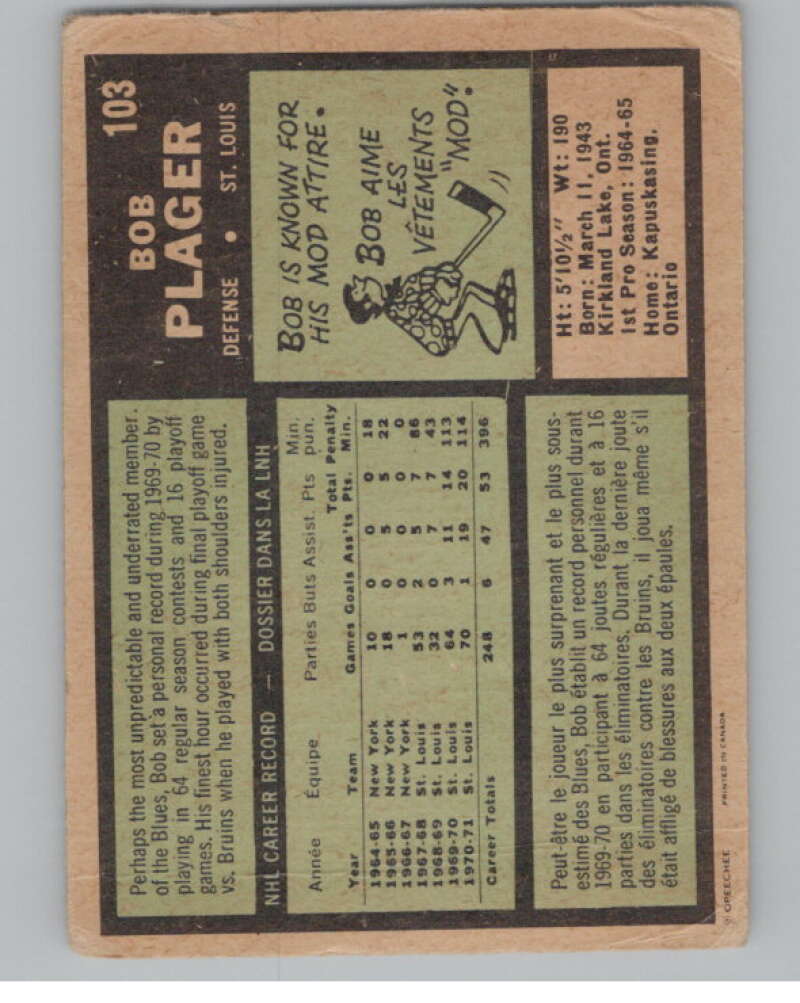 103
BOB
PLAGER
DEFENSE • ST. LOUIS
Perhaps the most unpredictable and underrated member.
of the Blues, Bob set a personal record during 1969-70 by
playing in 64 regular season contests and 16 playoff
games. His finest hour occurred during final playoff game
vs. Bruins when he played with both shoulders injured.
BOB IS KNOWN FOR
HIS MOD ATTIRE.
BOB AIME
LES
VÊTEMENTS
"MOD".
NHL CAREER RECORD — DOSSIER DANS LA LNH
Année Équipe Parties Buts Assist. Pts Min. pun.
Year Team Games Goals Ass'ts Total Pts. Penalty Min.
1964-65 New York 10 0 0 0 18
1965-66 New York 18 0 5 5 22
1966-67 New York 1 0 0 0 0
1967-68 St. Louis 53 2 5 7 86
1968-69 St. Louis 32 0 7 7 43
1969-70 St. Louis 64 3 11 14 113
1970-71 St. Louis 70 1 19 20 114
Career Totals 248 6 47 53 396
Ht: 5'10½" Wt: 190
Born: March 11, 1943
Kirkland Lake, Ont.
1st Pro Season: 1964-65
Home: Kapuskasing,
Ontario
Peut-être le joueur le plus surprenant et le plus sous-
estimé des Blues, Bob établit un record personnel durant
1969-70 en participant à 64 joutes régulières et à 16
parties dans les éliminatoires. Durant la dernière joute
des éliminatoires contre les Bruins, il joua même s'il
était affligé de blessures aux deux épaules.
© OPEECHEE PRINTED IN CANADA